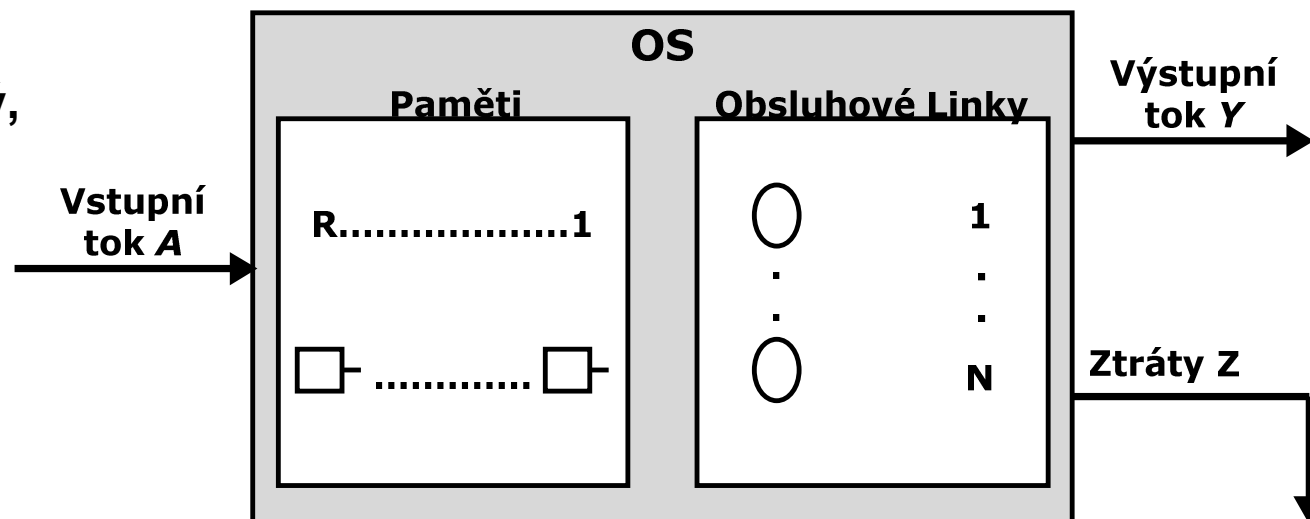 OS
Paměti
Obsluhové Linky
Výstupní
tok Y
Vstupní
tok A
R...................1
1
.............
N
Ztráty Z